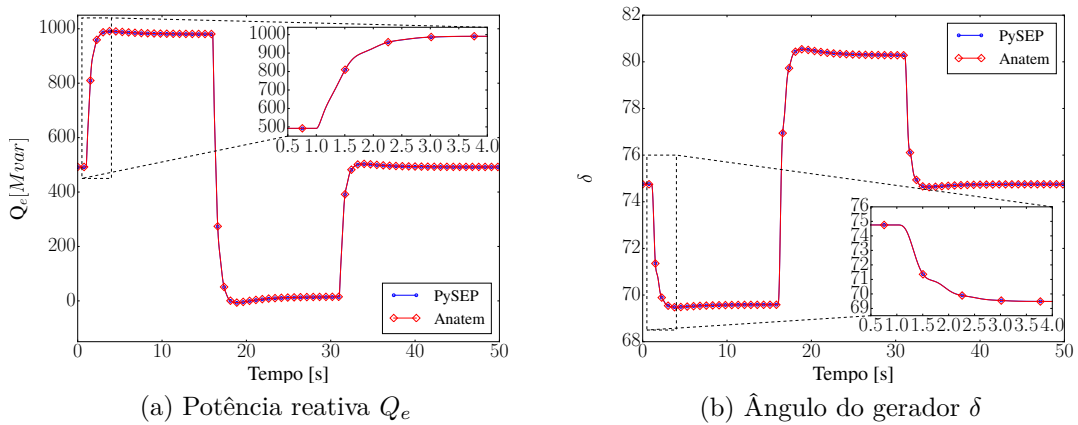 1000
800
600
400
200
0
Qe[Mvar]
1000
900
800
700
600
500
0.5 1.0 1.5 2.0 2.5 3.0 3.5 4.0
PySEP
Anatem
0 10 20 30 40 50
Tempo [s]
(a) Potência reativa Qe
82
80
78
76
74
72
70
68
δ
PySEP
Anatem
76
75
74
73
72
71
70
69
0.5 1.0 1.5 2.0 2.5 3.0 3.5 4.0
0 10 20 30 40 50
Tempo [s]
(b) Ângulo do gerador δ